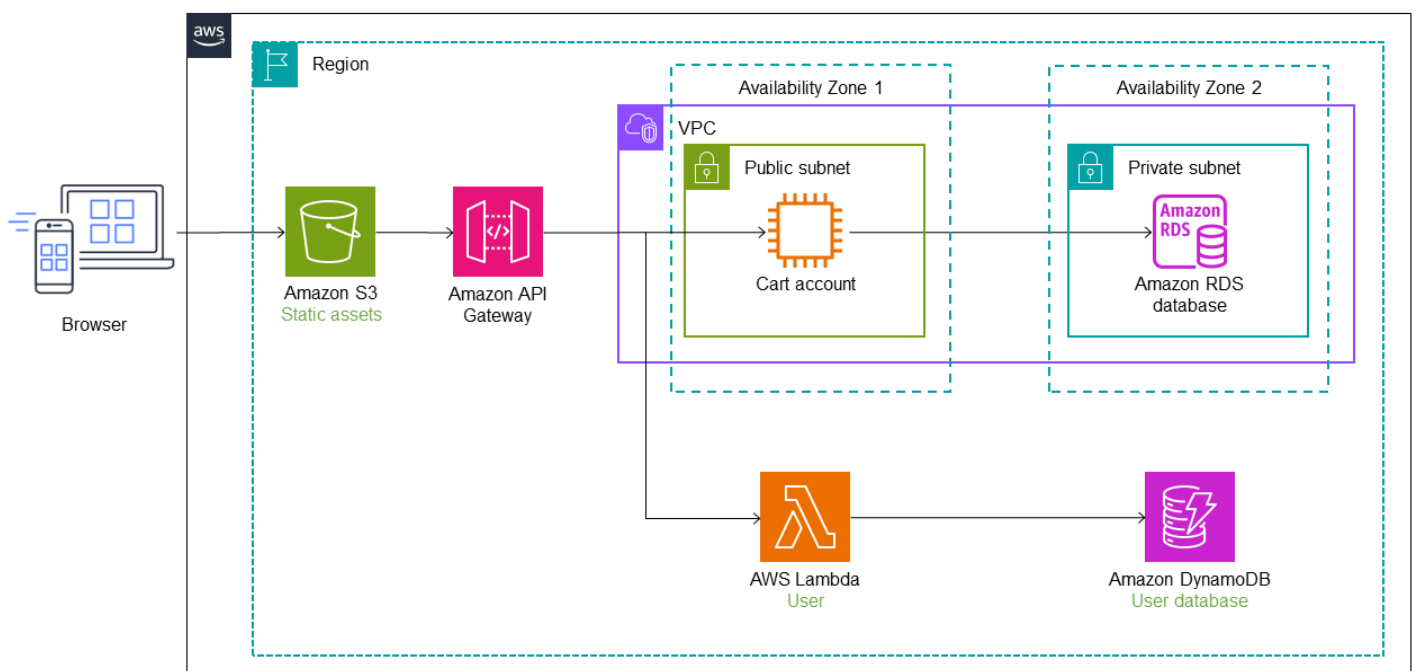 aws
Region
Availability Zone 1
Availability Zone 2
VPC
Public subnet
Private subnet
Amazon
RDS
</>
Cart account
Amazon RDS
database
Amazon S3
Static assets
Amazon API
Gateway
Browser
AWS Lambda
User
Amazon DynamoDB
User database